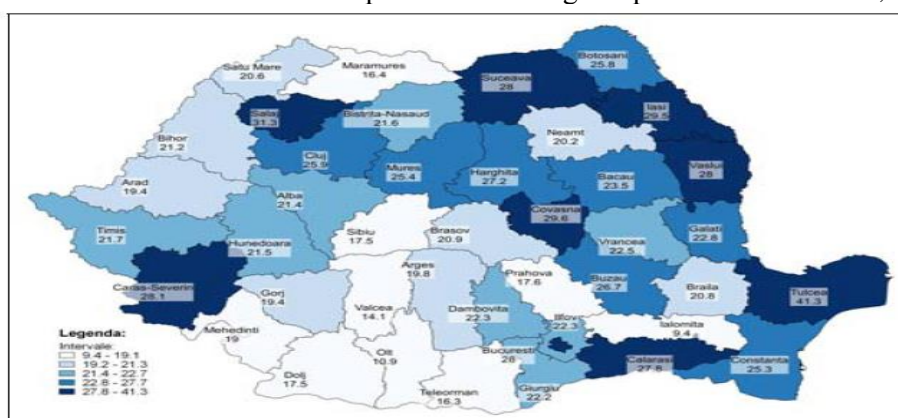 Botosani
25.8
Satu Mare
20.6
Maramures
16.4
Suceava
28
Iasi
29.5
Salaj
31.3
Bistrita-Nasaud
21.6
Neamt
20.2
Bihor
21.2
Cluj
25.9
Mures
25.4
Harghita
27.2
Bacau
23.5
Vaslui
28
Arad
19.4
Alba
21.4
Covasna
29.6
Timis
21.7
Hunedoara
21.5
Sibiu
17.5
Brasov
20.9
Vrancea
22.5
Galati
22.8
Caras-Severin
28.1
Gorj
19.4
Arges
19.8
Prahova
17.6
Buzau
26.7
Braila
20.8
Tulcea
41.3
Valcea
14.1
Dambovita
22.3
Ilfov
22.3
Ialomita
9.4
Mehedinti
19
Olt
10.9
Bucuresti
28
Calarasi
27.8
Constanta
25.3
Dolj
17.5
Teleorman
16.3
Giurgiu
22.2
Legenda:
Intervale:
9.4 - 19.1
19.2 - 21.3
21.4 - 22.7
22.8 - 27.7
27.8 - 41.3